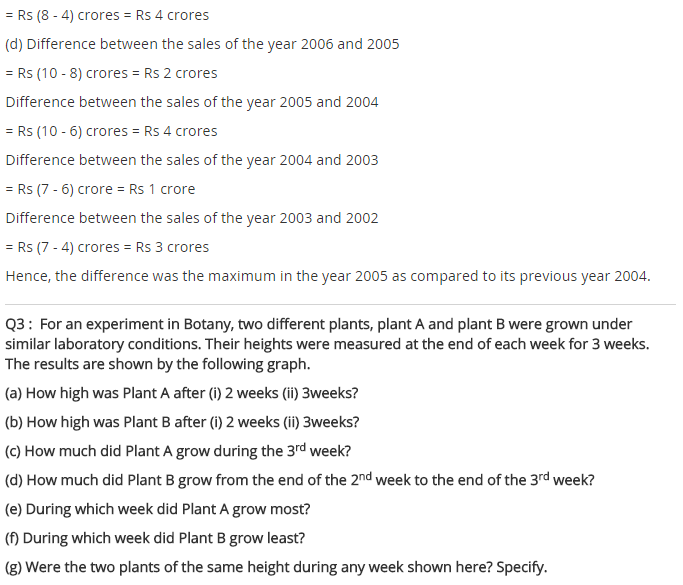 = Rs (8 - 4) crores = Rs 4 crores
(d) Difference between the sales of the year 2006 and 2005
= Rs (10 - 8) crores = Rs 2 crores
Difference between the sales of the year 2005 and 2004
= Rs (10 - 6) crores = Rs 4 crores
Difference between the sales of the year 2004 and 2003
= Rs (7 - 6) crore = Rs 1 crore
Difference between the sales of the year 2003 and 2002
= Rs (7 - 4) crores = Rs 3 crores
Hence, the difference was the maximum in the year 2005 as compared to its previous year 2004.
Q3 :  For an experiment in Botany, two different plants, plant A and plant B were grown under
similar laboratory conditions. Their heights were measured at the end of each week for 3 weeks.
The results are shown by the following graph.
(a) How high was Plant A after (i) 2 weeks (ii) 3weeks?
(b) How high was Plant B after (i) 2 weeks (ii) 3weeks?
(c) How much did Plant A grow during the 3rd week?
(d) How much did Plant B grow from the end of the 2nd week to the end of the 3rd week?
(e) During which week did Plant A grow most?
(f) During which week did Plant B grow least?
(g) Were the two plants of the same height during any week shown here? Specify.